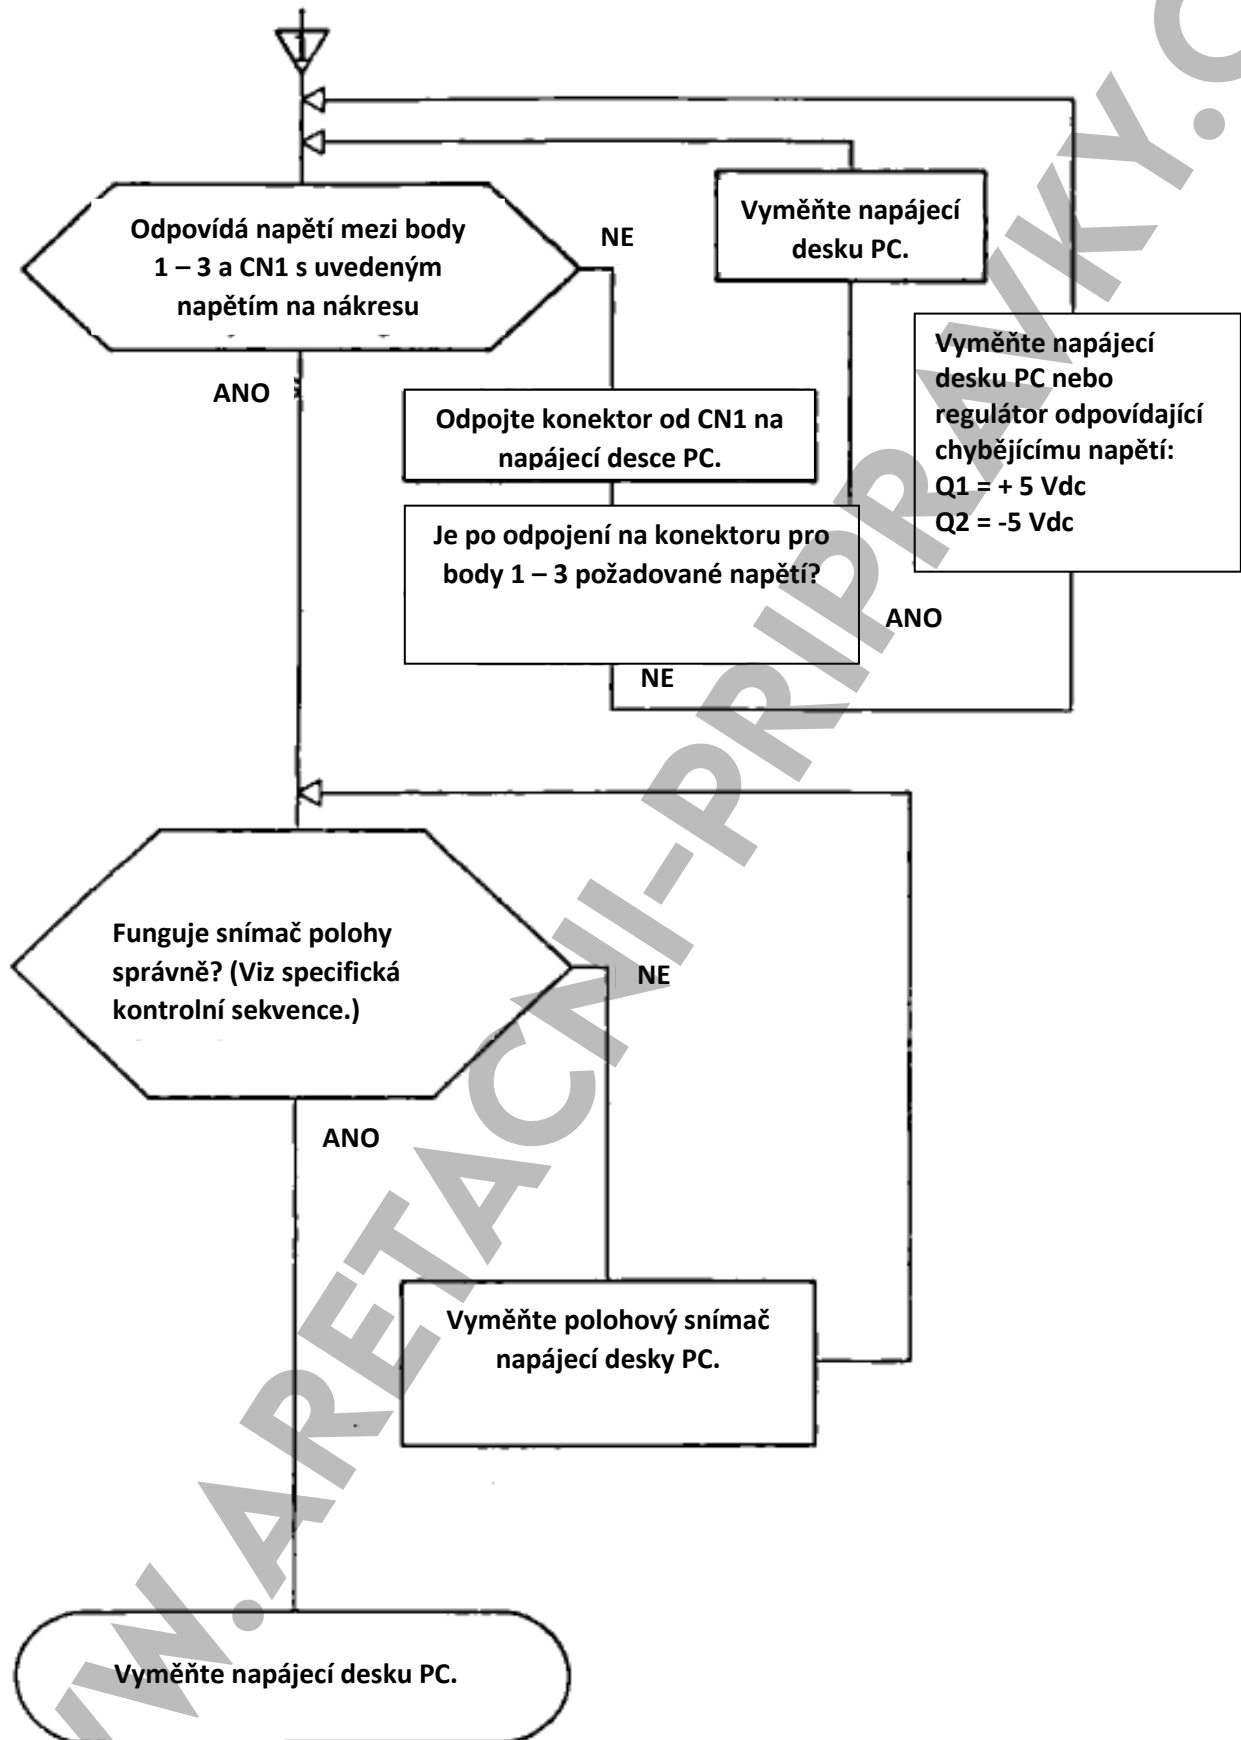 Odpovídá napětí mezi body
1 – 3 a CN1 s uvedeným
napětím na nákresu
NE
Vyměňte napájecí
desku PC.
ANO
Odpojte konektor od CN1 na
napájecí desce PC.
Vyměňte napájecí
desku PC nebo
regulátor odpovídající
chybějícímu napětí:
Q1 = + 5 Vdc
Q2 = -5 Vdc
Je po odpojení na konektoru pro
body 1 – 3 požadované napětí?
ANO
NE
Funguje snímač polohy
správně? (Viz specifická
kontrolní sekvence.)
NE
ANO
Vyměňte polohový snímač
napájecí desky PC.
Vyměňte napájecí desku PC.
W.ARETACNI-PRIPRAVKY.C